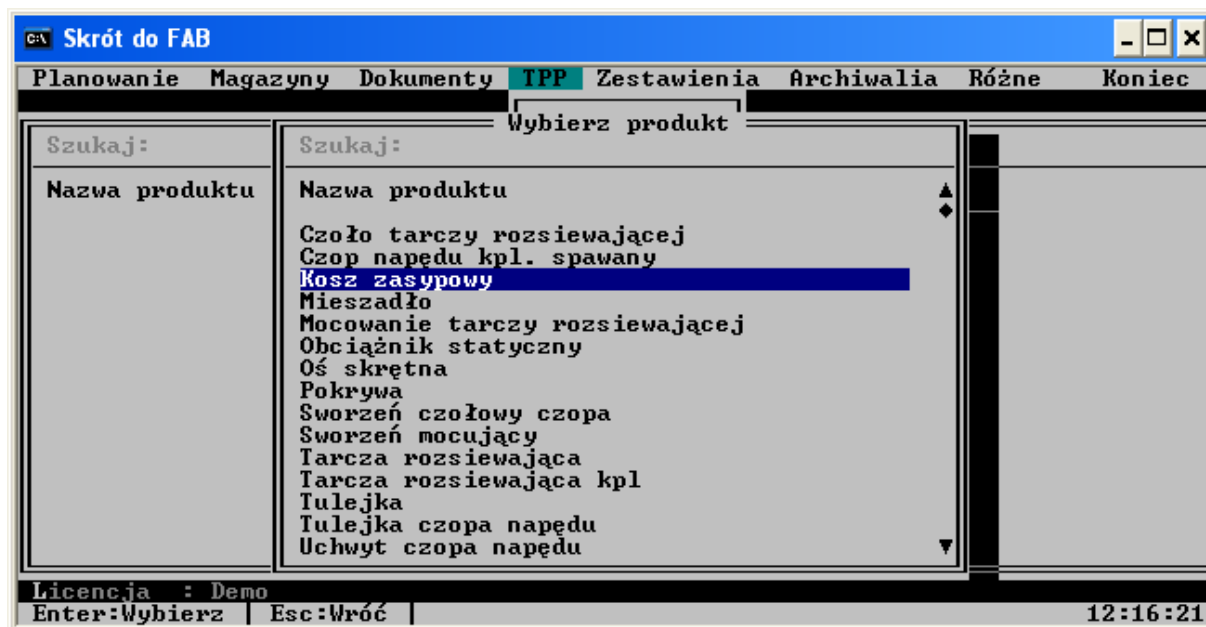 Skrót do FAB
Planowanie Magazyny Dokumenty TPP Zestawienia Archiwalia Różne Koniec
Wybierz produkt
Szukaj: Szukaj:
Nazwa produktu Nazwa produktu
Czoło tarczy rozsiewającej
Czop napędu kpl. spawany
Kosz zasypowy
Mieszadło
Mocowanie tarczy rozsiewającej
Obciążnik statyczny
Oś skrętna
Pokrywa
Sworzeń czołowy czopa
Sworzeń mocujący
Tarcza rozsiewająca
Tarcza rozsiewająca kpl
Tulejka
Tulejka czopa napędu
Uchwyt czopa napędu
Licencja : Demo
Enter:Wybierz Esc:Wróć 12:16:21